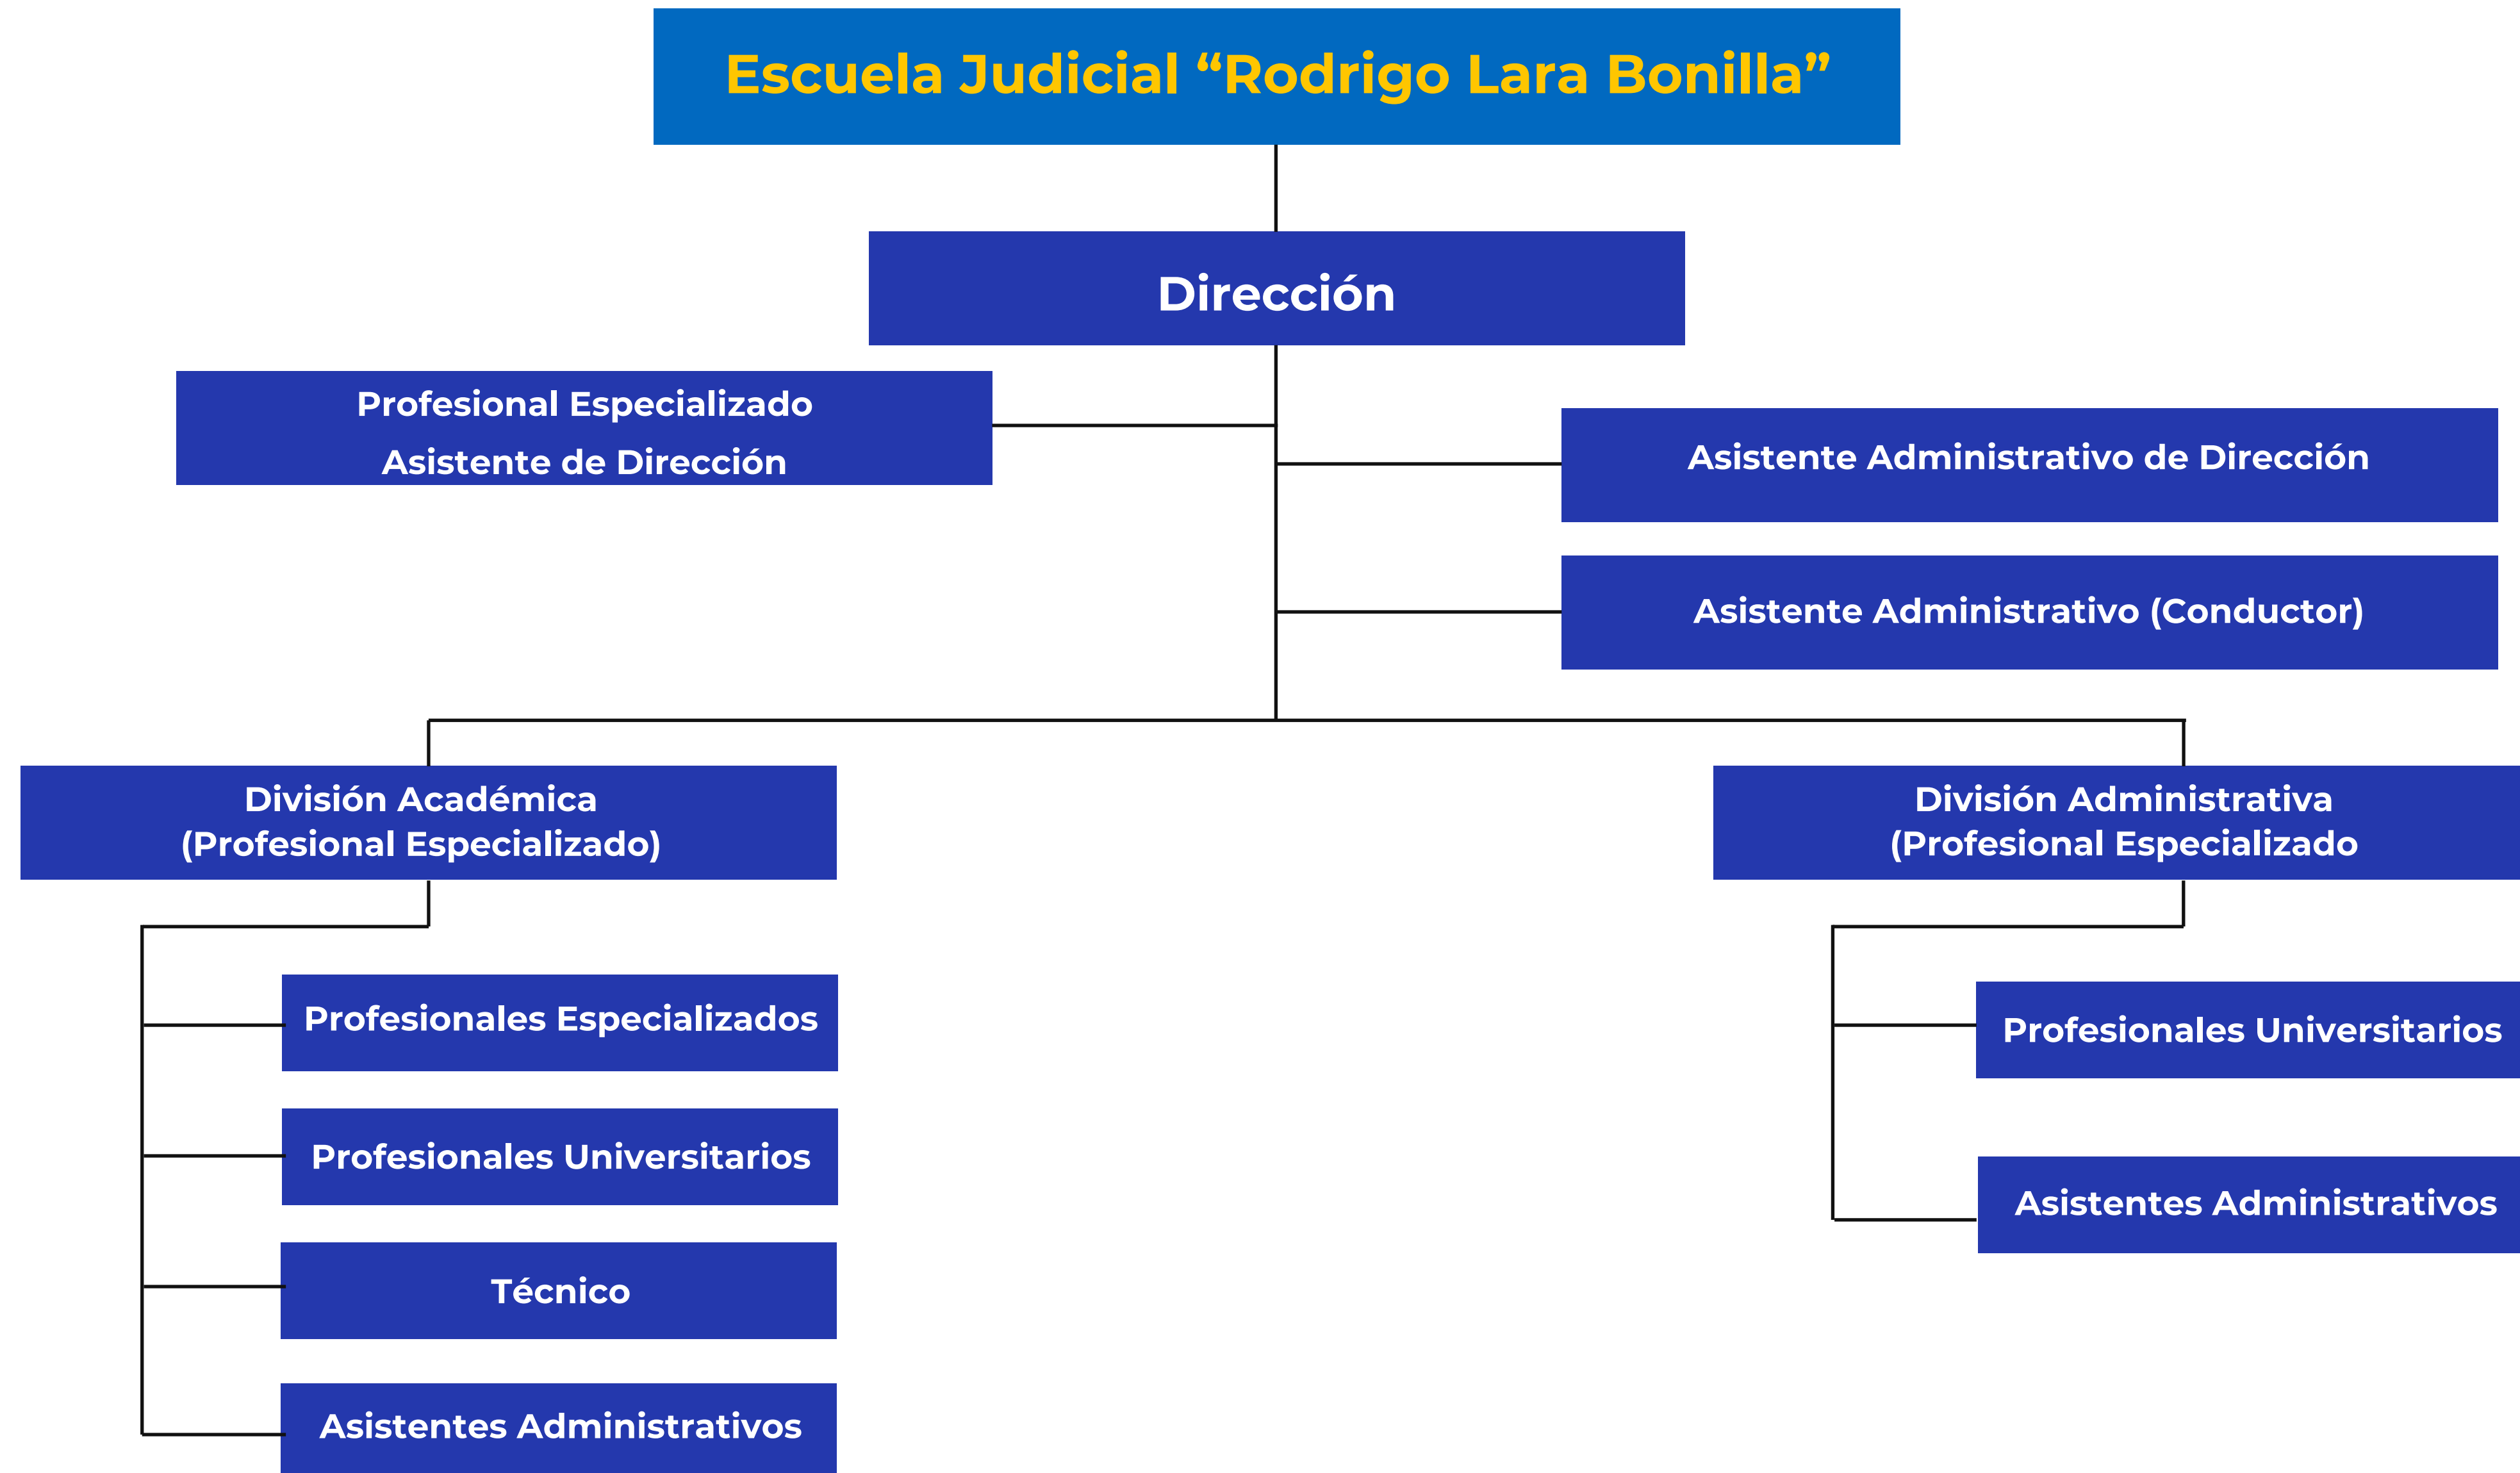 Escuela Judicial “Rodrigo Lara Bonilla”
Dirección
Profesional Especializado
Asistente de Dirección
Asistente Administrativo de Dirección
Asistente Administrativo (Conductor)
División Académica
(Profesional Especializado)
División Administrativa
(Profesional Especializado
Profesionales Especializados
Profesionales Universitarios
Técnico
Asistentes Administrativos
Profesionales Universitarios
Asistentes Administrativos